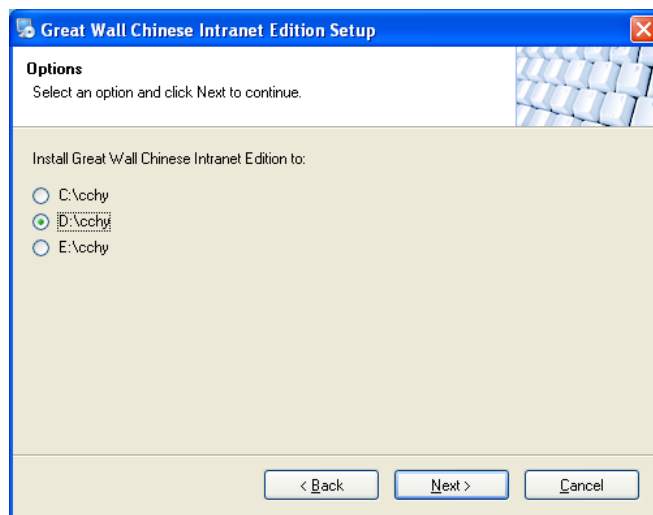 Great Wall Chinese Intranet Edition Setup
Options
Select an option and click Next to continue.
Install Great Wall Chinese Intranet Edition to:
C:\cchy
D:\cchy
E:\cchy
< Back
Next >
Cancel